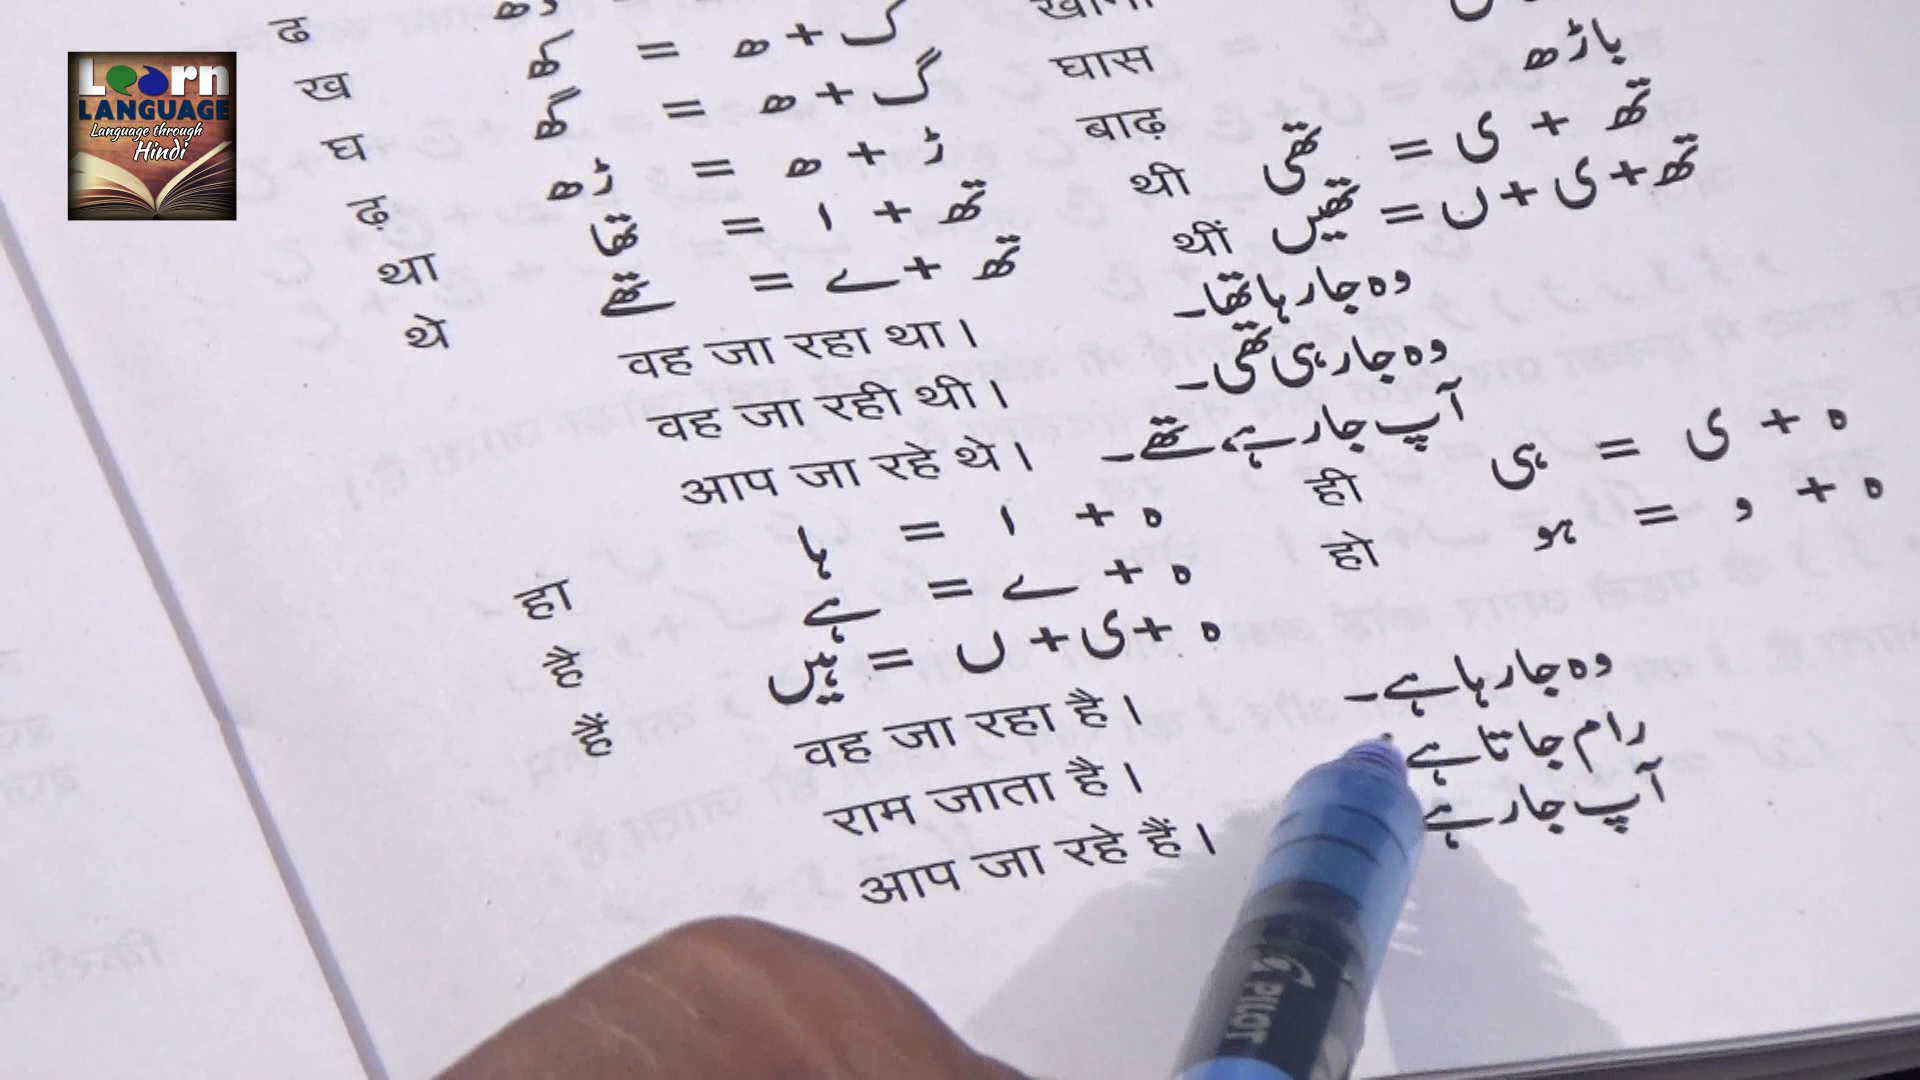 Learn
LANGUAGE
Language through
Hindi
ढ
ख کھ = ھ + ک
घास باڑھ
घ گھ = ھ + گ
बाढ़
ढ़ ڑھ = ھ + ڑ
थी تھی = ی + تھ
था تھا = ا + تھ
थीं تھیں = ں + ی + تھ
थे تھے = ے + تھ
वह जा रहा था। وہ جا رہا تھا۔
वह जा रही थी। وہ جا رہی تھی۔
आप जा रहे थे। آپ جا رہے تھے۔
ही ہی = ی + ہ
हो ہو = و + ہ
हा ہا = ا + ہ
है ہے = ے + ہ
हैं ہیں = ں + ی + ہ
वह जा रहा है। وہ جا رہا ہے۔
राम जाता है। رام جاتا ہے
आप जा रहे हैं। آپ جا رہے
PILOT